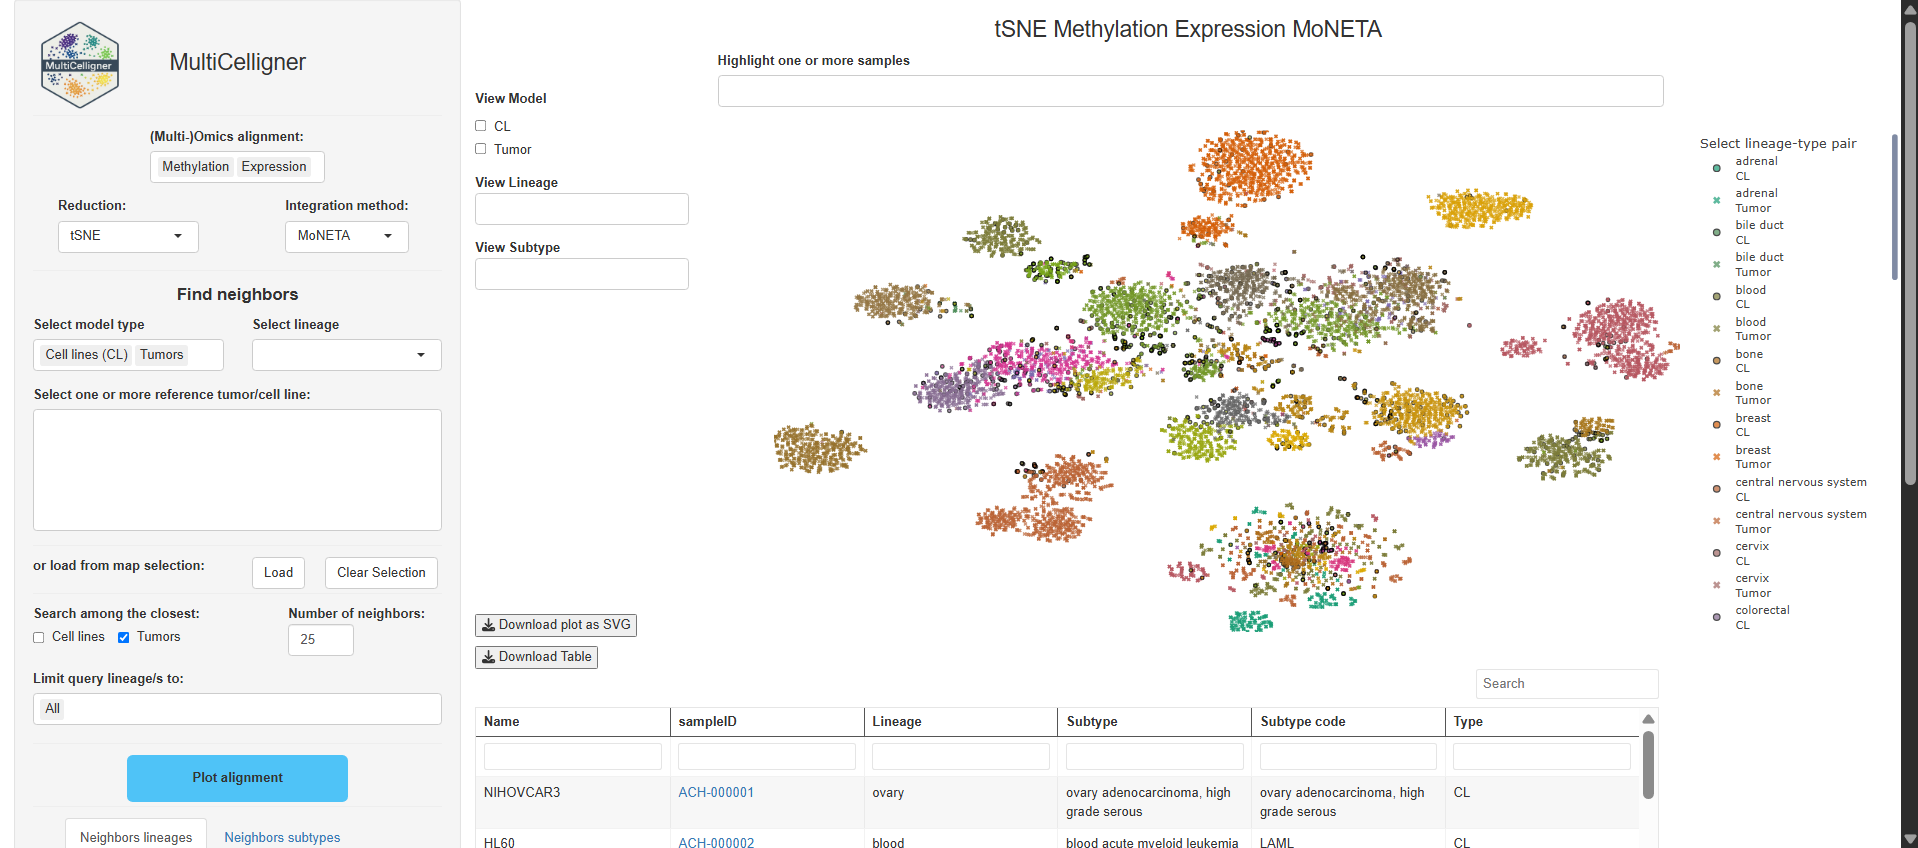 MultiCelligner
MultiCelligner
(Multi-)Omics alignment:
Methylation Expression
Reduction:
Integration method:
tSNE
MoNETA
Find neighbors
Select model type
Select lineage
Cell lines (CL) Tumors
Select one or more reference tumor/cell line:
or load from map selection:
Load
Clear Selection
Search among the closest:
Number of neighbors:
Cell lines
Tumors
25
Limit query lineage/s to:
All
Plot alignment
Neighbors lineages
Neighbors subtypes
tSNE Methylation Expression MoNETA
Highlight one or more samples
View Model
CL
Tumor
View Lineage
View Subtype
Select lineage-type pair
adrenal
CL
adrenal
Tumor
bile duct
CL
bile duct
Tumor
blood
CL
blood
Tumor
bone
CL
bone
Tumor
breast
CL
breast
Tumor
central nervous system
CL
central nervous system
Tumor
cervix
CL
cervix
Tumor
colorectal
CL
Download plot as SVG
Download Table
Search
Name sampleID Lineage Subtype Subtype code Type
NIHOVCAR3 ACH-000001 ovary ovary adenocarcinoma, high grade serous ovary adenocarcinoma, high grade serous CL
HL60 ACH-000002 blood blood acute myeloid leukemia LAML CL